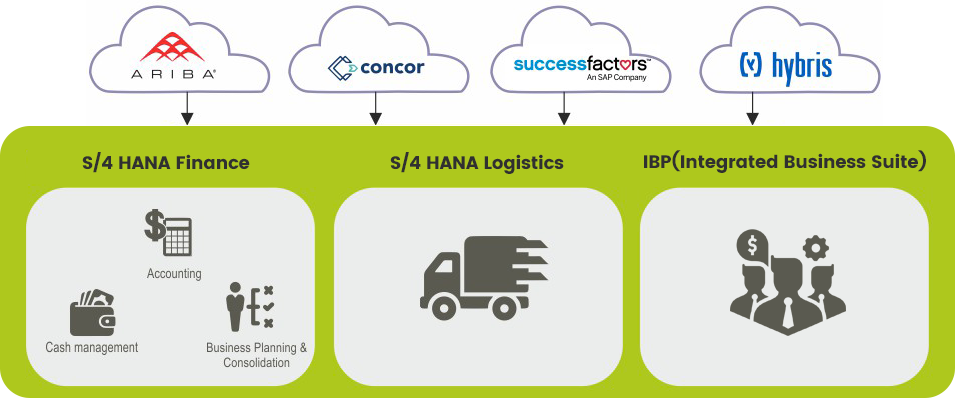 ARIBA®
concor
successfactors™
An SAP Company
hybris
S/4 HANA Finance
S/4 HANA Logistics
IBP(Integrated Business Suite)
$
Accounting
Cash management
Business Planning &
Consolidation
$